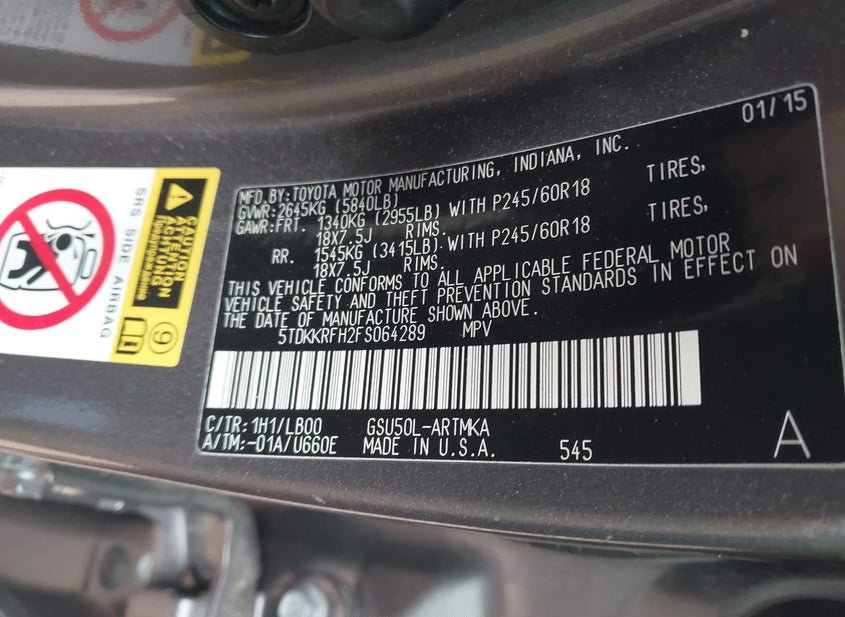 SRS SIDE AIRBAG
CAUTION
ATTENTION
ACHTUNG
01/15
MFD.BY:TOYOTA MOTOR MANUFACTURING, INDIANA, INC.
GVWR:2645KG (5840LB)
GAWR:FRT. 1340KG (2955LB) WITH P245/60R18 TIRES,
18X7.5J RIMS.
RR. 1545KG (3415LB) WITH P245/60R18 TIRES,
18X7.5J RIMS.
THIS VEHICLE CONFORMS TO ALL APPLICABLE FEDERAL MOTOR
VEHICLE SAFETY AND THEFT PREVENTION STANDARDS IN EFFECT ON
THE DATE OF MANUFACTURE SHOWN ABOVE.
5TDKKRFH2FS064289 MPV
C/TR: 1H1/LB00 GSU50L-ARTMKA
A/TM:-01A/U660E MADE IN U.S.A. 545 A